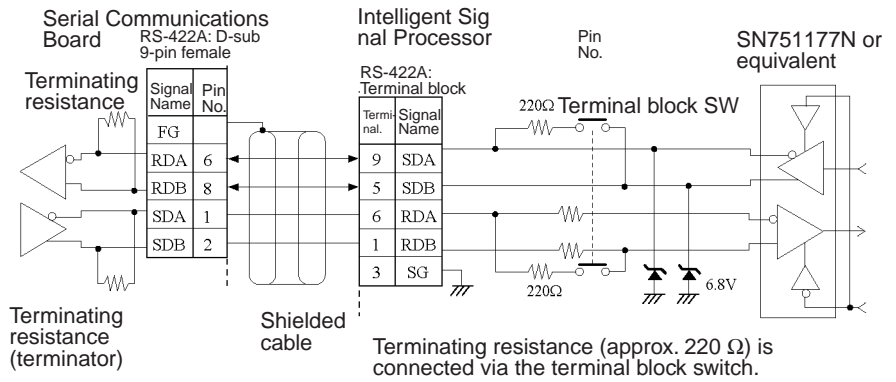 Serial Communications
Board
RS-422A: D-sub
9-pin female
Intelligent Sig
nal Processor
RS-422A:
Terminal block
Pin
No.
SN751177N or
equivalent
Terminating
resistance
Signal
Name
Pin
No.
Termi-
nal.
Signal
Name
220Ω
Terminal block SW
FG
RDA 6
RDB 8
SDA 1
SDB 2
9 SDA
5 SDB
6 RDA
1 RDB
3 SG
220Ω
6.8V
Terminating
resistance
(terminator)
Shielded
cable
Terminating resistance (approx. 220 Ω) is
connected via the terminal block switch.